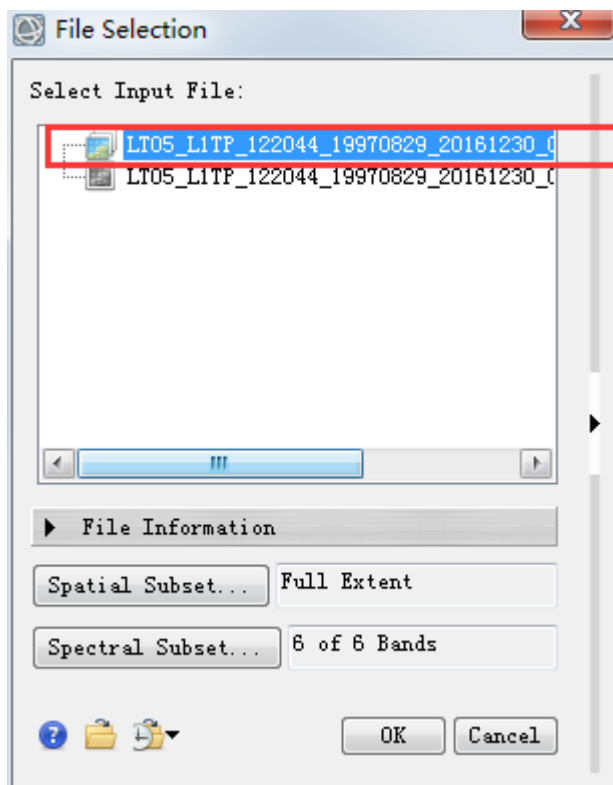 File Selection
Select Input File:
LT05_L1TP_122044_19970829_20161230_0
LT05_L1TP_122044_19970829_20161230_0
File Information
Spatial Subset... Full Extent
Spectral Subset... 6 of 6 Bands
OK Cancel